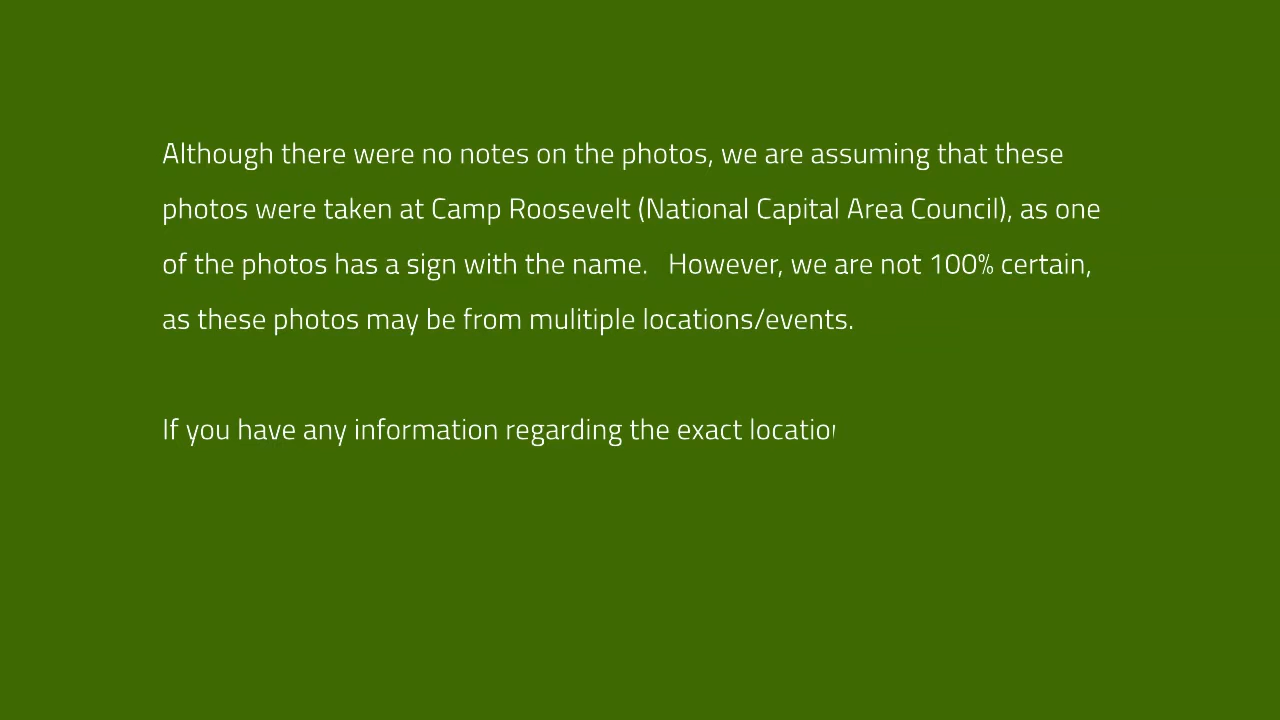 Although there were no notes on the photos, we are assuming that these
photos were taken at Camp Roosevelt (National Capital Area Council), as one
of the photos has a sign with the name.   However, we are not 100% certain,
as these photos may be from mulitiple locations/events.
If you have any information regarding the exact